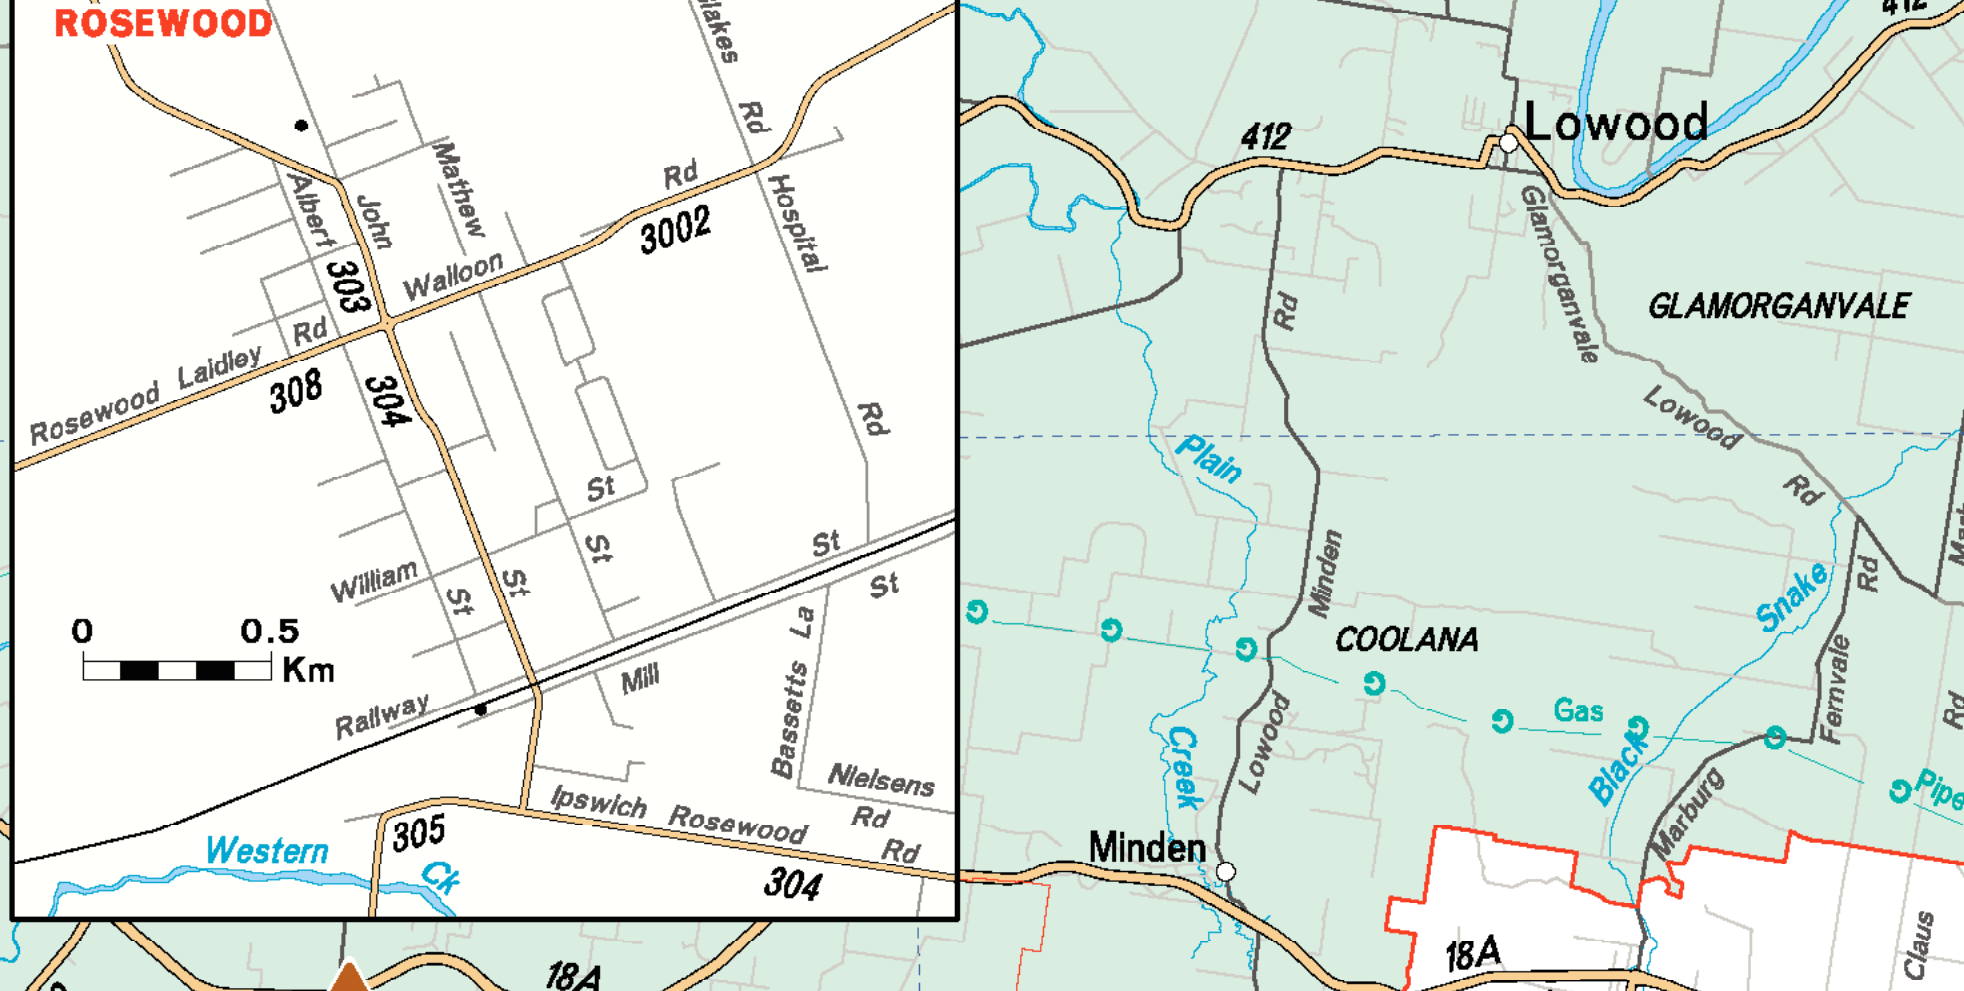 ROSEWOOD
Rd
Mathew
Albert
John
303
Walloon
Rd
3002
Hospital
Rd
Rosewood Laidley Rd
308
304
St
St
William
St
St
St
St
0 0.5
Km
Railway
Mill
Bassetts La
Nielsens
Rd
Ipswich Rosewood Rd
305
304
Western
Ck
18A
412
412
Lowood
Glamorganvale
GLAMORGANVALE
Lowood
Rd
Rd
Plain
Creek
Minden
Lowood
COOLANA
Snake
Black
Rd
Fernvale
Marburg
Gas
Pipe
Rd
Minden
18A
Claus